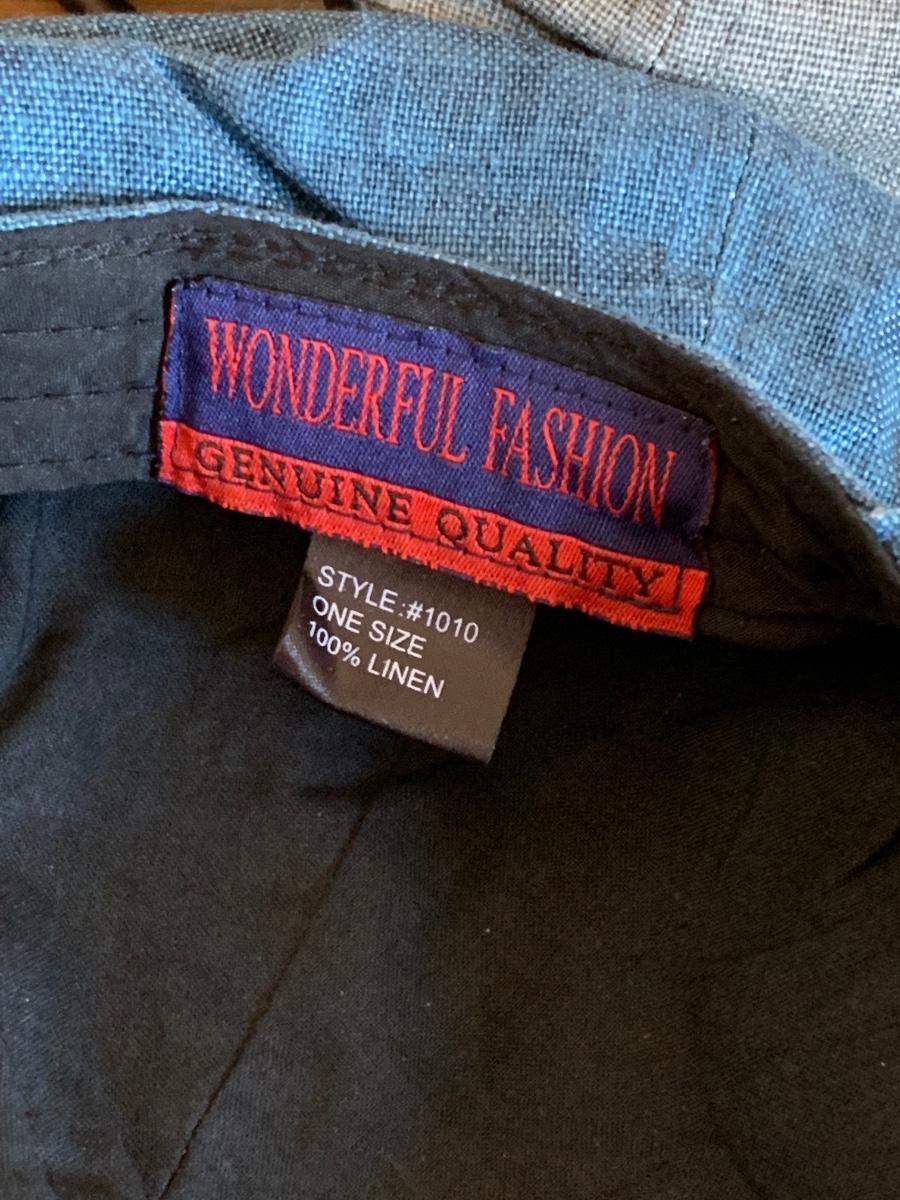 WONDERFUL FASHION
GENUINE QUALITY
STYLE:#1010
ONE SIZE
100% LINEN